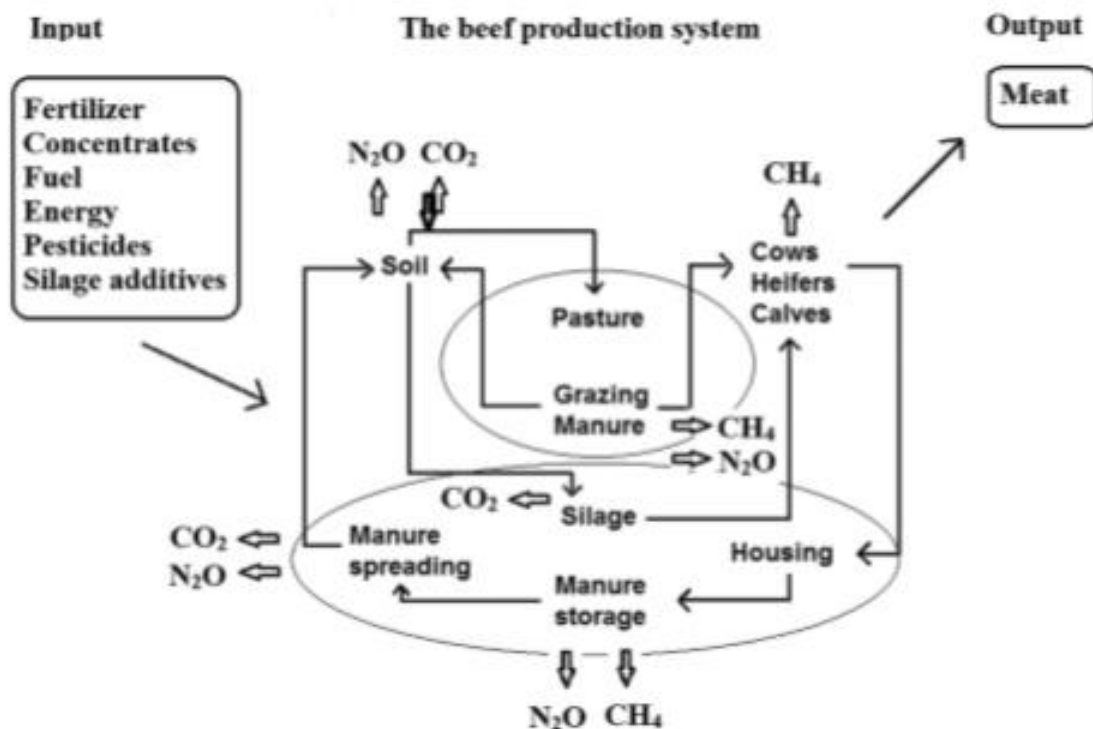 Input
The beef production system
Output
Fertilizer
Concentrates
Fuel
Energy
Pesticides
Silage additives
Meat
N₂O CO₂
CH₄
Soil
Cows
Heifers
Calves
Pasture
Grazing
Manure
CH₄
N₂O
CO₂
Silage
CO₂
N₂O
Manure
spreading
Housing
Manure
storage
N₂O CH₄